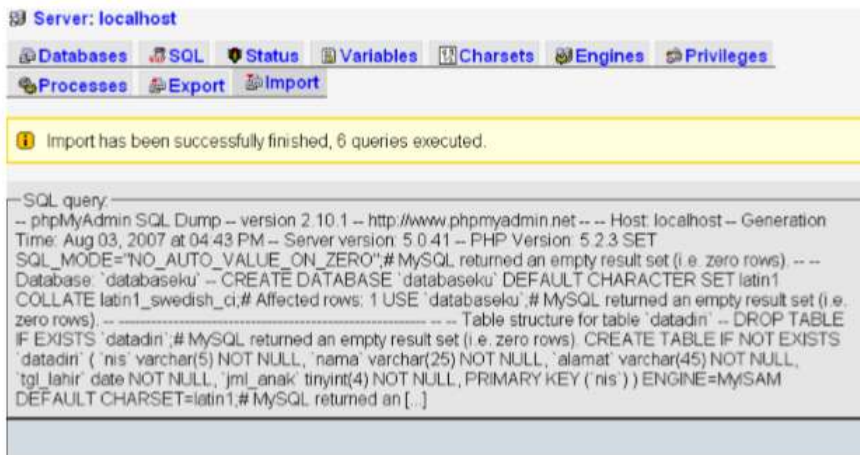 Server: localhost
Databases SQL Status Variables Charsets Engines Privileges
Processes Export Import
Import has been successfully finished, 6 queries executed.
SQL query:
-- phpMyAdmin SQL Dump -- version 2.10.1 -- http://www.phpmyadmin.net -- -- Host: localhost -- Generation
Time: Aug 03, 2007 at 04:43 PM -- Server version: 5.0.41 -- PHP Version: 5.2.3 SET
SQL_MODE="NO_AUTO_VALUE_ON_ZERO";# MySQL returned an empty result set (i.e. zero rows). -- --
Database: `databaseku` -- CREATE DATABASE `databaseku` DEFAULT CHARACTER SET latin1
COLLATE latin1_swedish_ci;# Affected rows: 1 USE `databaseku`;# MySQL returned an empty result set (i.e.
zero rows). -- -------------------------------------------------------- -- -- Table structure for table `datadiri` -- DROP TABLE
IF EXISTS `datadiri`;# MySQL returned an empty result set (i.e. zero rows). CREATE TABLE IF NOT EXISTS
`datadiri` ( `nis` varchar(5) NOT NULL, `nama` varchar(25) NOT NULL, `alamat` varchar(45) NOT NULL,
`tgl_lahir` date NOT NULL, `jml_anak` tinyint(4) NOT NULL, PRIMARY KEY (`nis`) ) ENGINE=MyISAM
DEFAULT CHARSET=latin1;# MySQL returned an [...]